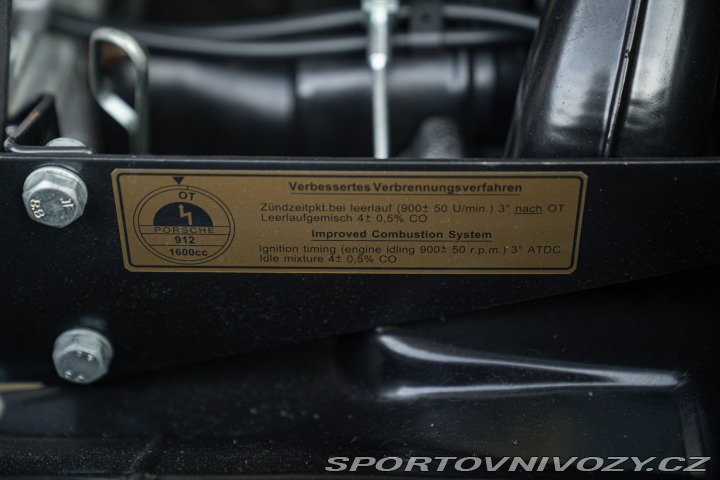 OT
PORSCHE
912
1600cc
Verbessertes Verbrennungsverfahren
Zündzeitpkt. bei leerlauf (900± 50 U/min.) 3° nach OT
Leerlaufgemisch 4± 0,5% CO
Improved Combustion System
Ignition timing (engine idling 900± 50 r.p.m.) 3° ATDC
Idle mixture 4± 0,5% CO
8.8
SPORTOVNIVOZY.CZ